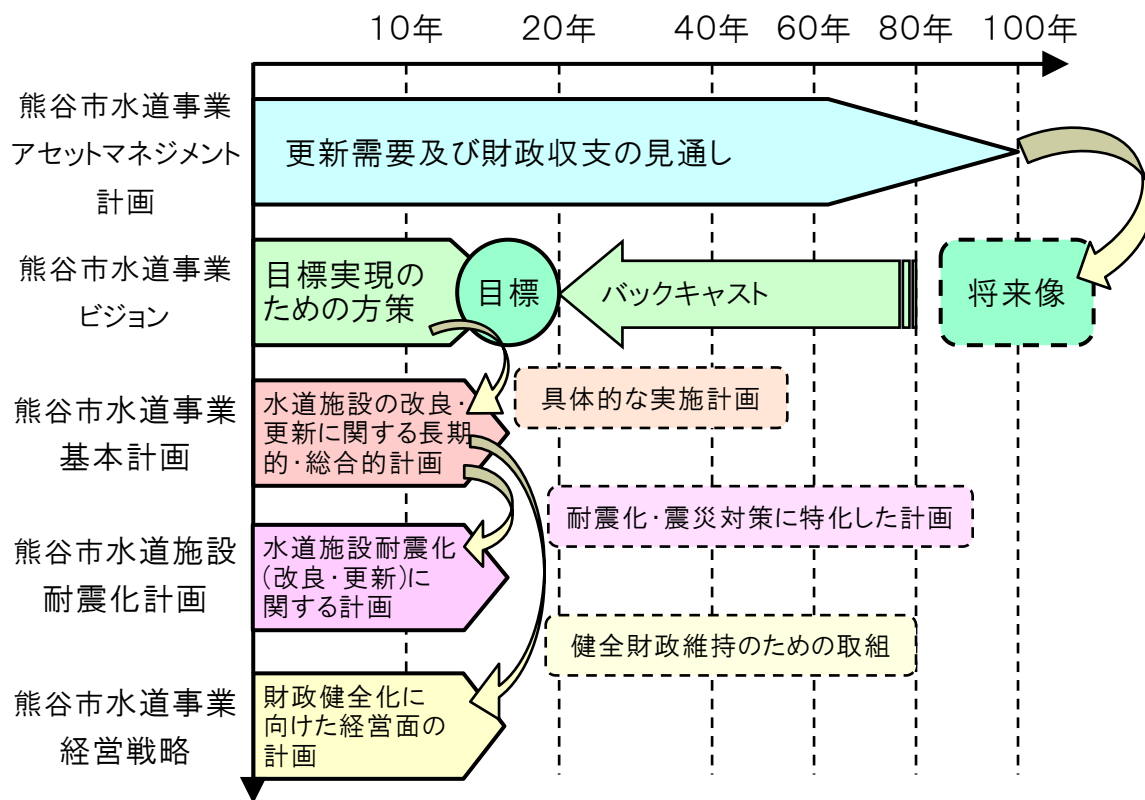 10年 20年 40年 60年 80年 100年
熊谷市水道事業
アセットマネジメント
計画
更新需要及び財政収支の見通し
熊谷市水道事業
ビジョン
目標実現の
ための方策
目標
バックキャスト
将来像
熊谷市水道事業
基本計画
水道施設の改良・
更新に関する長期
的・総合的計画
具体的な実施計画
熊谷市水道施設
耐震化計画
水道施設耐震化
(改良・更新)に
関する計画
耐震化・震災対策に特化した計画
健全財政維持のための取組
熊谷市水道事業
経営戦略
財政健全化に
向けた経営面の
計画